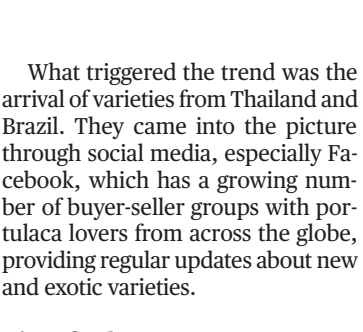 What triggered the trend was the
arrival of varieties from Thailand and
Brazil. They came into the picture
through social media, especially Fa-
cebook, which has a growing num-
ber of buyer-seller groups with por-
tulaca lovers from across the globe,
providing regular updates about new
and exotic varieties.